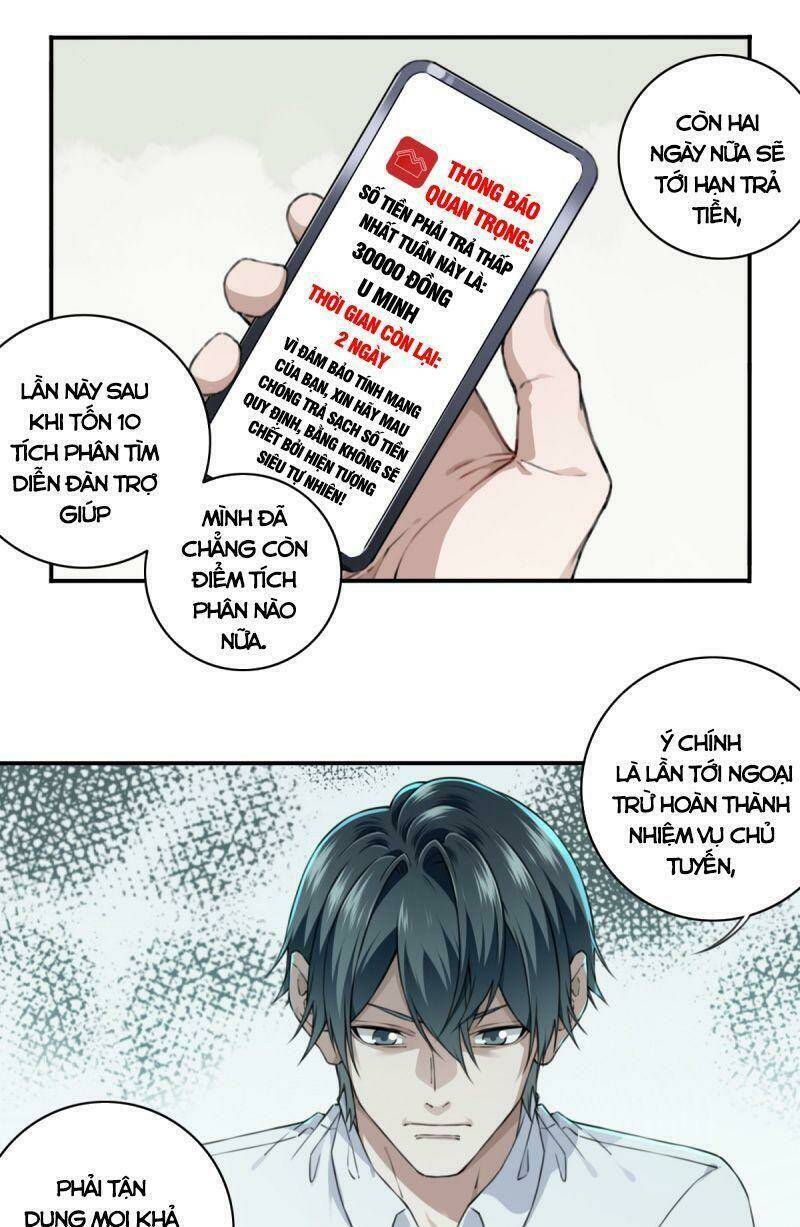 CÒN HAI
NGÀY NỮA SẼ
TỚI HẠN TRẢ
TIỀN,
THÔNG BÁO
QUAN TRỌNG:
SỐ TIỀN PHẢI TRẢ THẤP
NHẤT TUẦN NÀY LÀ:
30000 ĐỒNG
U MINH
THỜI GIAN CÒN LẠI:
2 NGÀY
VÌ ĐẢM BẢO TÍNH MẠNG
CỦA BẠN, XIN HÃY MAU
CHÓNG TRẢ SẠCH SỐ TIỀN
QUY ĐỊNH, BẰNG KHÔNG SẼ
CHẾT BỞI HIỆN TƯỢNG
SIÊU TỰ NHIÊN!
LẦN NÀY SAU
KHI TỐN 10
TÍCH PHÂN TÌM
DIỄN ĐÀN TRỢ
GIÚP
MÌNH ĐÃ
CHẲNG CÒN
ĐIỂM TÍCH
PHÂN NÀO
NỮA.
Ý CHÍNH
LÀ LẦN TỚI NGOẠI
TRỪ HOÀN THÀNH
NHIỆM VỤ CHỦ
TUYẾN,
PHẢI TẬN
DỤNG MỌI KHẢ